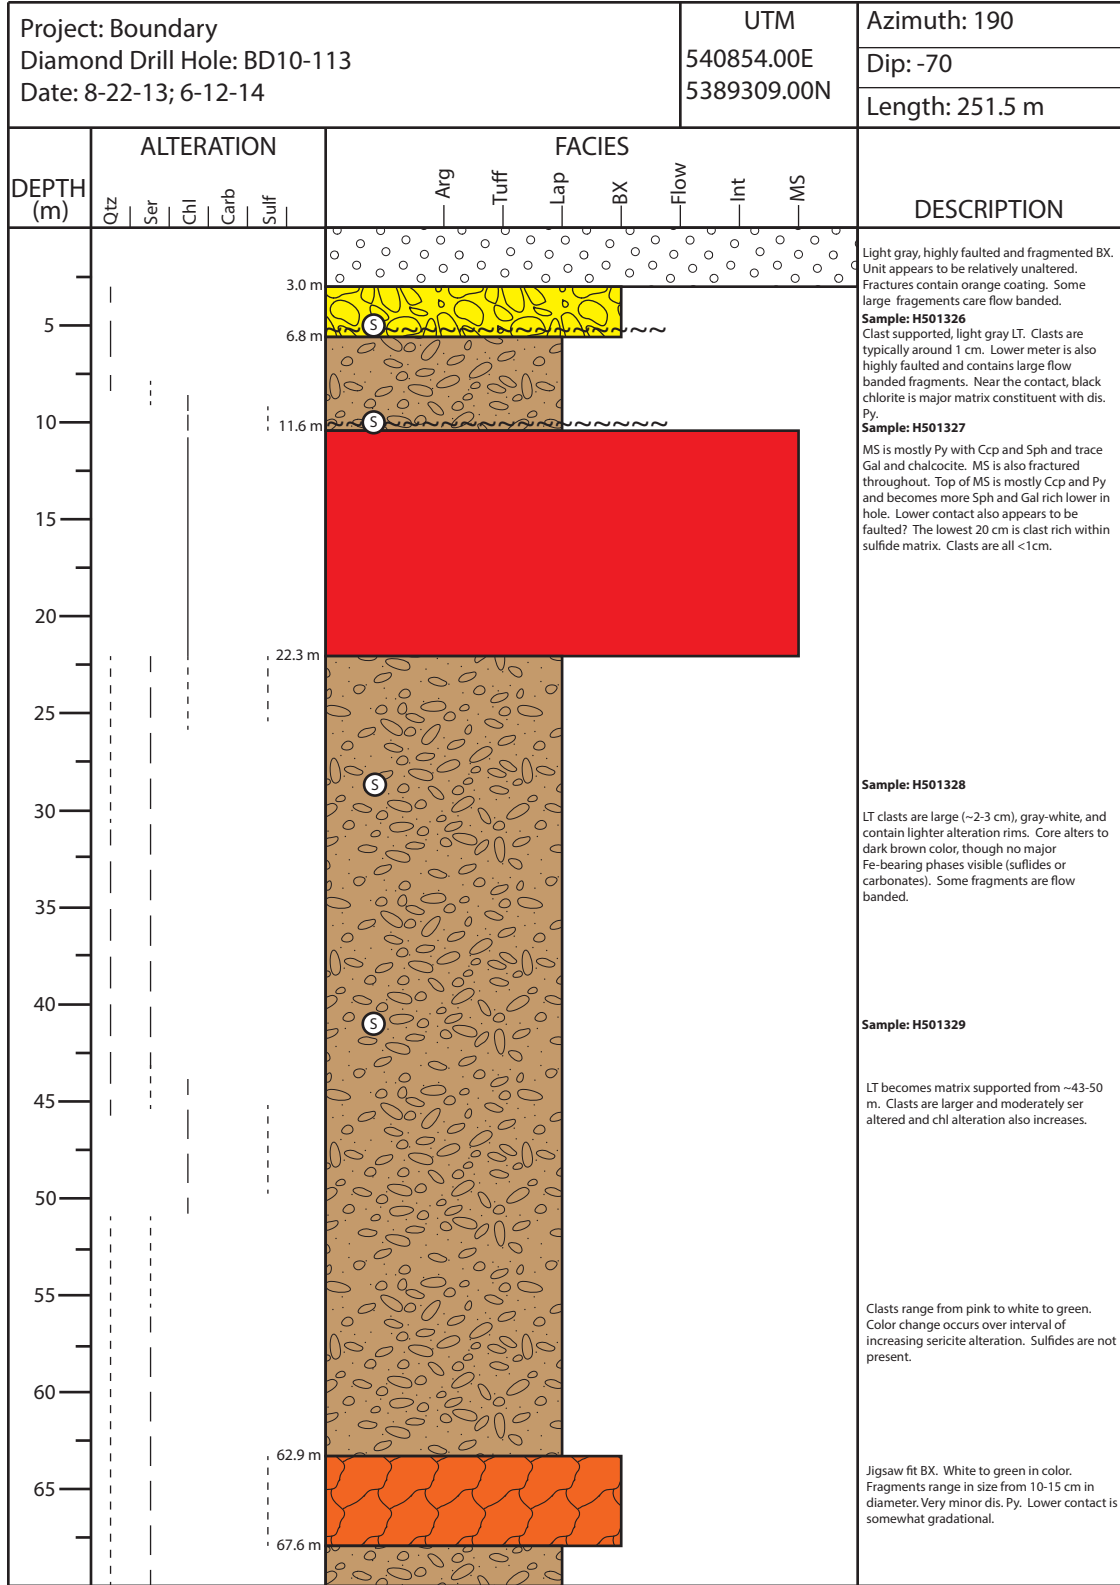 Project: Boundary
Diamond Drill Hole: BD10-113
Date: 8-22-13; 6-12-14
UTM
540854.00E
5389309.00N
Azimuth: 190
Dip: -70
Length: 251.5 m
DEPTH
(m)
ALTERATION
Qtz
Ser
Chl
Carb
Sulf
FACIES
Arg
Tuff
Lap
BX
Flow
Int
MS
DESCRIPTION
5
10
15
20
25
30
35
40
45
50
55
60
65
3.0 m
6.8 m
11.6 m
22.3 m
62.9 m
67.6 m
S
S
S
S
Light gray, highly faulted and fragmented BX.
Unit appears to be relatively unaltered.
Fractures contain orange coating. Some
large fragements care flow banded.
Sample: H501326
Clast supported, light gray LT. Clasts are
typically around 1 cm. Lower meter is also
highly faulted and contains large flow
banded fragments. Near the contact, black
chlorite is major matrix constituent with dis.
Py.
Sample: H501327
MS is mostly Py with Ccp and Sph and trace
Gal and chalcocite. MS is also fractured
throughout. Top of MS is mostly Ccp and Py
and becomes more Sph and Gal rich lower in
hole. Lower contact also appears to be
faulted? The lowest 20 cm is clast rich within
sulfide matrix. Clasts are all <1cm.
Sample: H501328
LT clasts are large (~2-3 cm), gray-white, and
contain lighter alteration rims. Core alters to
dark brown color, though no major
Fe-bearing phases visible (suflides or
carbonates). Some fragments are flow
banded.
Sample: H501329
LT becomes matrix supported from ~43-50
m. Clasts are larger and moderately ser
altered and chl alteration also increases.
Clasts range from pink to white to green.
Color change occurs over interval of
increasing sericite alteration. Sulfides are not
present.
Jigsaw fit BX. White to green in color.
Fragments range in size from 10-15 cm in
diameter. Very minor dis. Py. Lower contact is
somewhat gradational.